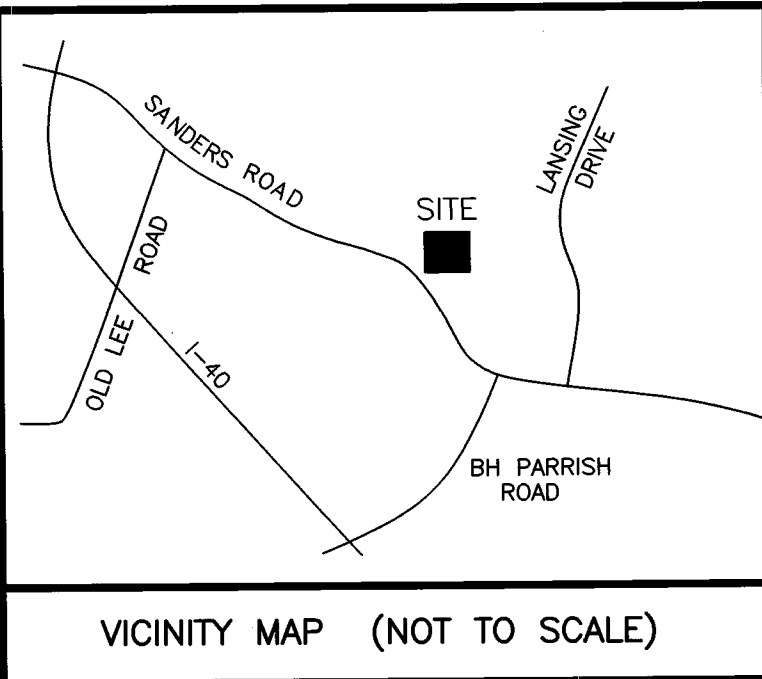 SANDERS ROAD
LANSING
DRIVE
SITE
OLD LEE ROAD
I-40
BH PARRISH
ROAD
VICINITY MAP (NOT TO SCALE)